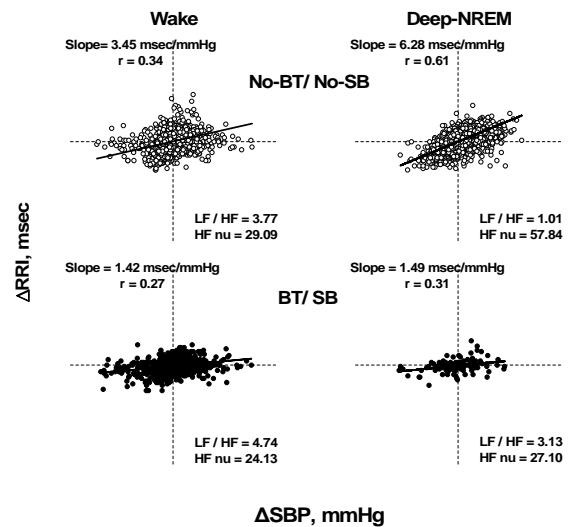 Wake
Deep-NREM
Slope= 3.45 msec/mmHg
r = 0.34
Slope = 6.28 msec/mmHg
r = 0.61
No-BT/ No-SB
LF / HF = 3.77
HF nu = 29.09
LF / HF = 1.01
HF nu = 57.84
ΔRRI, msec
Slope = 1.42 msec/mmHg
r = 0.27
Slope = 1.49 msec/mmHg
r = 0.31
BT/ SB
LF / HF = 4.74
HF nu = 24.13
LF / HF = 3.13
HF nu = 27.10
ΔSBP, mmHg